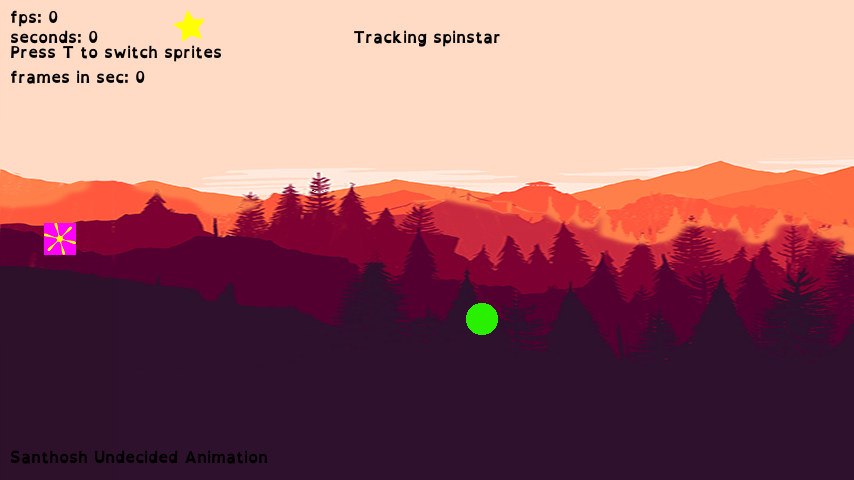 fps: 0
seconds: 0
Tracking spinstar
Press T to switch sprites
frames in sec: 0
Santhosh Undecided Animation